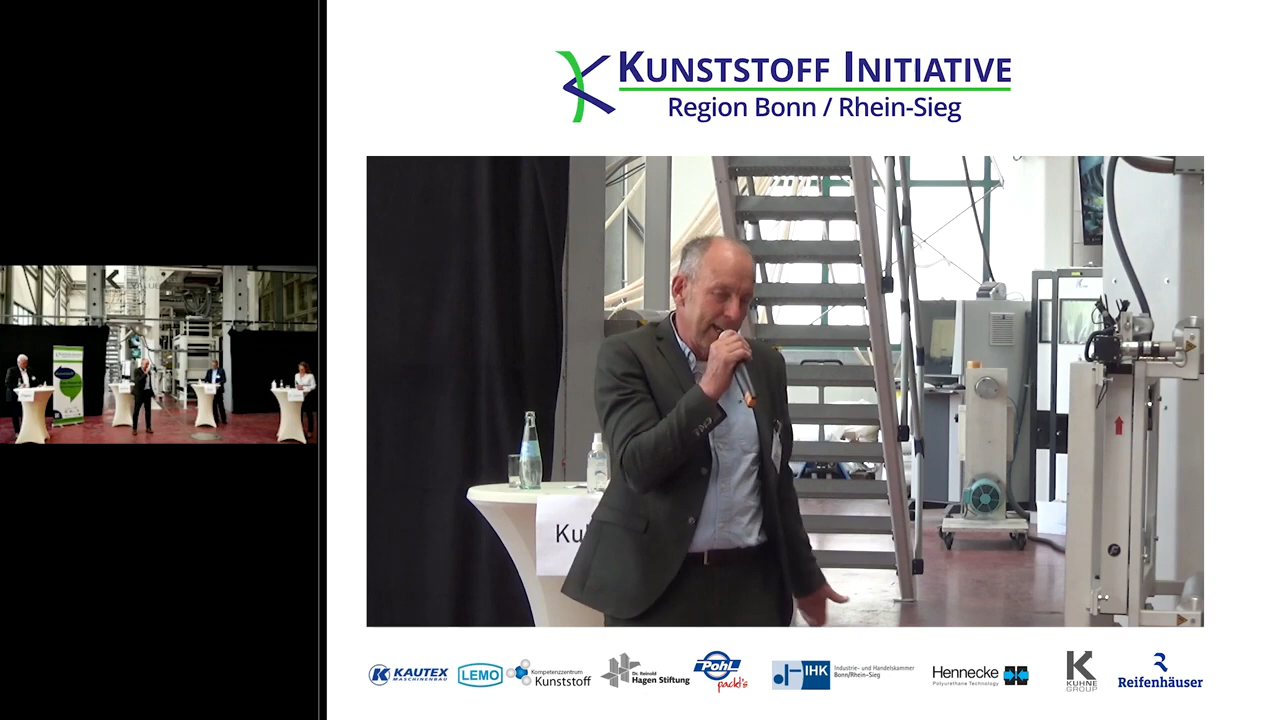 KUNSTSTOFF INITIATIVE
Region Bonn / Rhein-Sieg
Ku
KAUTEX
MASCHINENBAU
LEMO
Kompetenzzentrum
Kunststoff
Dr. Reinold
Hagen Stiftung
Pohl
packt's
IHK
Industrie- und Handelskammer
Bonn/Rhein-Sieg
Hennecke
Polyurethane Technology
K
KUHNE
GROUP
Reifenhäuser